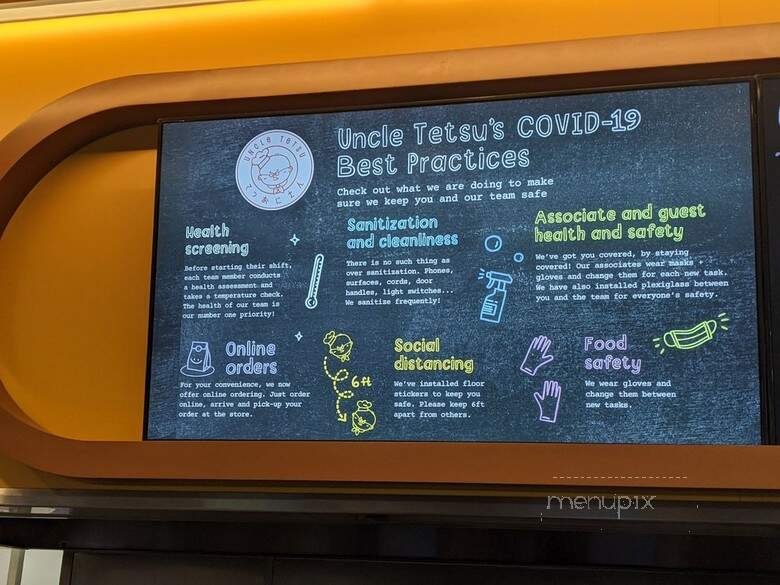 UNCLE TETSU
てつおじさん
Uncle Tetsu's COVID-19
Best Practices
Check out what we are doing to make
sure we keep you and our team safe
Health
screening
Before starting their shift,
each team member conducts
a health assessment and
takes a temperature check.
The health of our team is
our number one priority!
Sanitization
and cleanliness
There is no such thing as
over sanitization. Phones,
surfaces, cords, door
handles, light switches...
We sanitize frequently!
Associate and guest
health and safety
We've got you covered, by staying
covered! Our associates wear masks +
gloves and change them for each new task.
We have also installed plexiglass between
you and the team for everyone's safety.
Online
orders
For your convenience, we now
offer online ordering. Just order
online, arrive and pick-up your
order at the store.
6ft
Social
distancing
We've installed floor
stickers to keep you
safe. Please keep 6ft
apart from others.
Food
safety
We wear gloves and
change them between
new tasks.
menupix